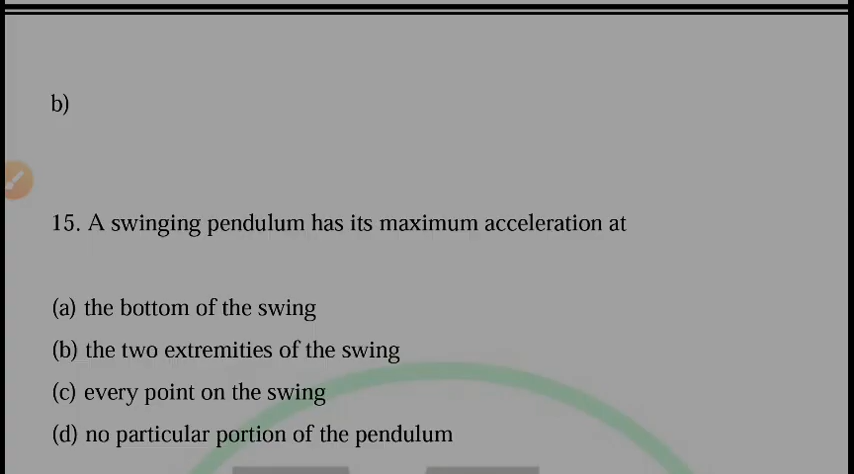 b)
15. A swinging pendulum has its maximum acceleration at
(a) the bottom of the swing
(b) the two extremities of the swing
(c) every point on the swing
(d) no particular portion of the pendulum